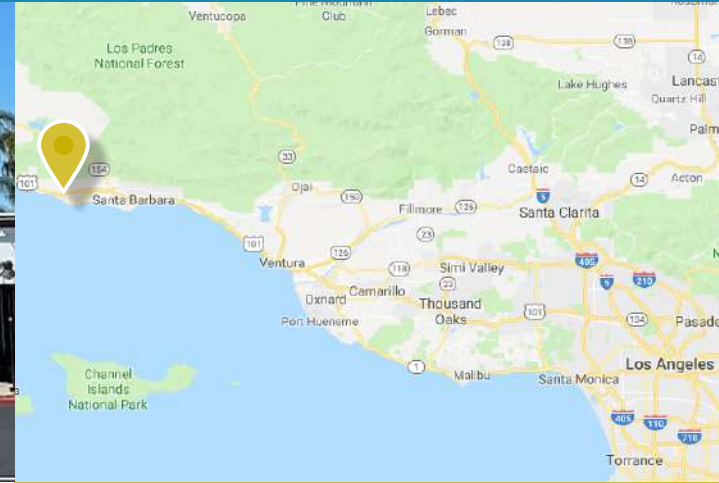 Ventucopa
Club
Lebec
Gorman
138
138
Los Padres
National Forest
14
Lake Hughes
Quartz Hill
33
154
101
Castaic
14
Acton
Ojai
150
5
Santa Barbara
Fillmore
126
Santa Clarita
23
101
126
405
Ventura
118
Simi Valley
5
210
23
Oxnard
Camarillo
Thousand
Oaks
101
134
Port Hueneme
1
Malibu
Santa Monica
Los Angeles
Channel
Islands
National Park
405
110
710
Torrance